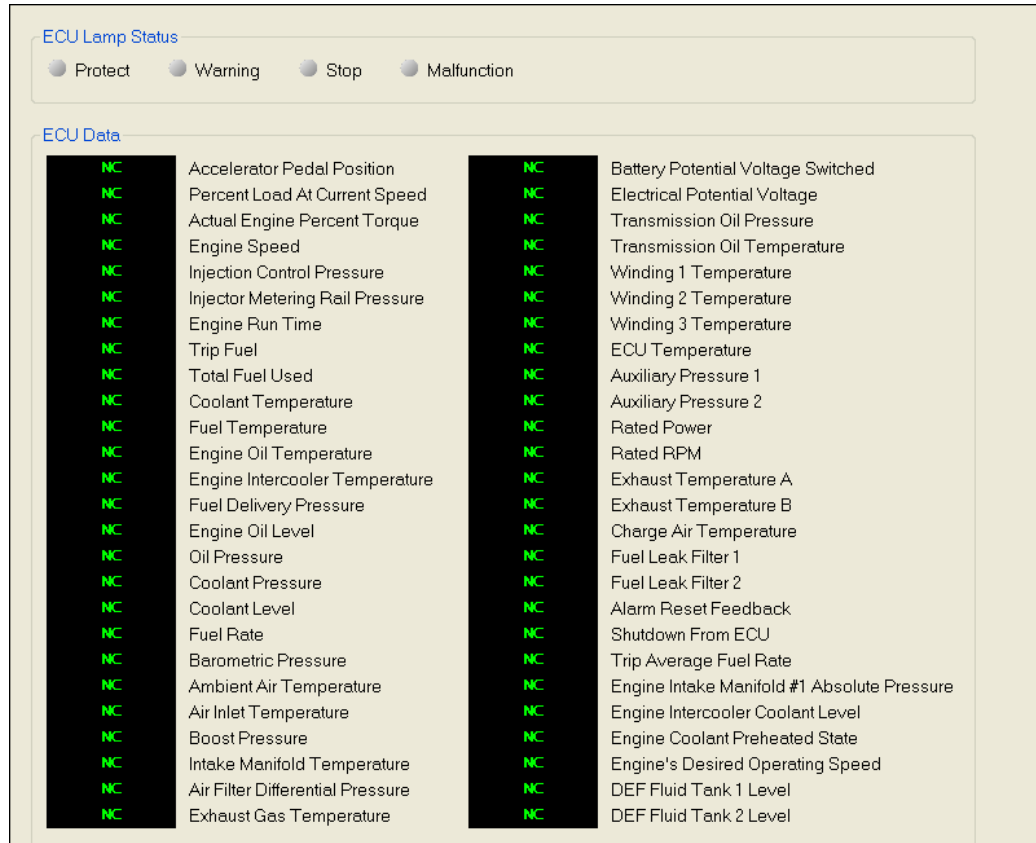 ECU Lamp Status
Protect Warning Stop Malfunction
ECU Data
NC Accelerator Pedal Position NC Battery Potential Voltage Switched
NC Percent Load At Current Speed NC Electrical Potential Voltage
NC Actual Engine Percent Torque NC Transmission Oil Pressure
NC Engine Speed NC Transmission Oil Temperature
NC Injection Control Pressure NC Winding 1 Temperature
NC Injector Metering Rail Pressure NC Winding 2 Temperature
NC Engine Run Time NC Winding 3 Temperature
NC Trip Fuel NC ECU Temperature
NC Total Fuel Used NC Auxiliary Pressure 1
NC Coolant Temperature NC Auxiliary Pressure 2
NC Fuel Temperature NC Rated Power
NC Engine Oil Temperature NC Rated RPM
NC Engine Intercooler Temperature NC Exhaust Temperature A
NC Fuel Delivery Pressure NC Exhaust Temperature B
NC Engine Oil Level NC Charge Air Temperature
NC Oil Pressure NC Fuel Leak Filter 1
NC Coolant Pressure NC Fuel Leak Filter 2
NC Coolant Level NC Alarm Reset Feedback
NC Fuel Rate NC Shutdown From ECU
NC Barometric Pressure NC Trip Average Fuel Rate
NC Ambient Air Temperature NC Engine Intake Manifold #1 Absolute Pressure
NC Air Inlet Temperature NC Engine Intercooler Coolant Level
NC Boost Pressure NC Engine Coolant Preheated State
NC Intake Manifold Temperature NC Engine's Desired Operating Speed
NC Air Filter Differential Pressure NC DEF Fluid Tank 1 Level
NC Exhaust Gas Temperature NC DEF Fluid Tank 2 Level